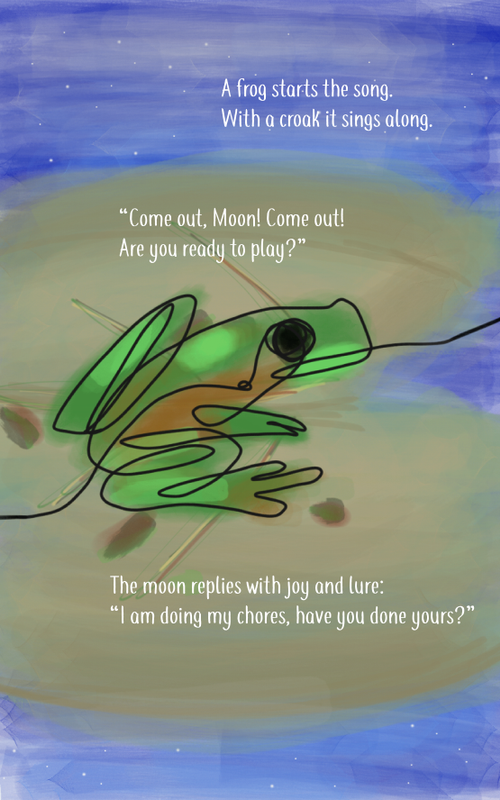 A frog starts the song.
With a croak it sings along.
“Come out, Moon! Come out!
Are you ready to play?”
The moon replies with joy and lure:
“I am doing my chores, have you done yours?”